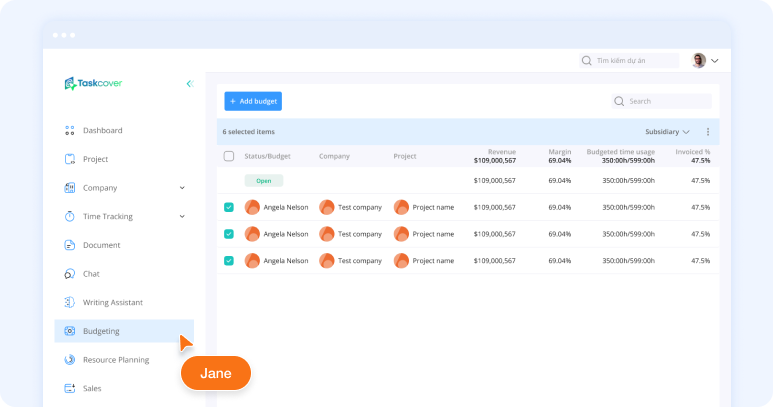 Tìm kiếm dự án
Taskcover
+ Add budget
Search
6 selected items
Subsidiary
Dashboard
Project
Company
Time Tracking
Document
Chat
Writing Assistant
Budgeting
Resource Planning
Sales
Status/Budget Company Project Revenue Margin Budgeted time usage Invoiced %
$109,000,567 69.04% 350:00h/599:00h 47.5%
Open $109,000,567 69.04% 350:00h/599:00h 47.5%
Angela Nelson Test company Project name $109,000,567 69.04% 350:00h/599:00h 47.5%
Angela Nelson Test company Project name $109,000,567 69.04% 350:00h/599:00h 47.5%
Angela Nelson Test company Project name $109,000,567 69.04% 350:00h/599:00h 47.5%
Jane